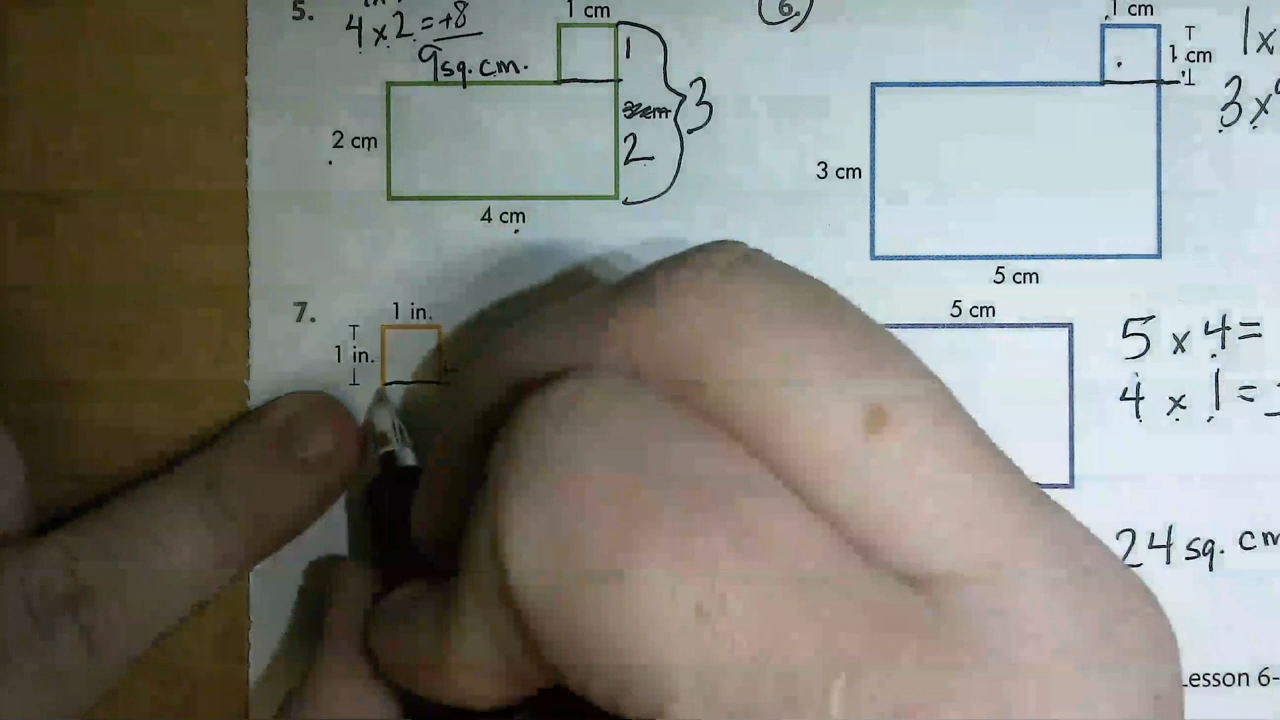 5.
4 x 2 = +8
9 sq. cm.
1 cm
1
2
3
2 cm
4 cm
6.
1 cm
1 cm
1 x
3 x
3 cm
5 cm
7.
1 in.
1 in.
5 cm
5 x 4 =
4 x 1 =
24 sq. cm
Lesson 6-